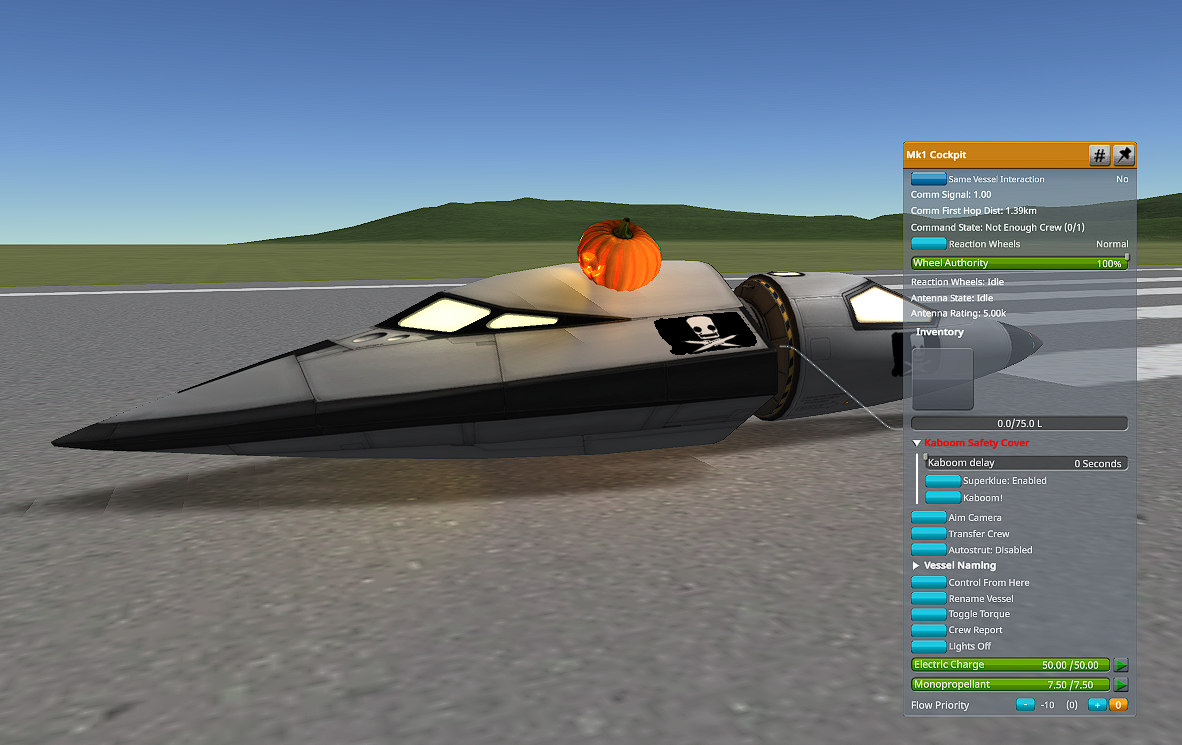 Mk1 Cockpit #
Same Vessel Interaction No
Comm Signal: 1.00
Comm First Hop Dist: 1.39km
Command State: Not Enough Crew (0/1)
Reaction Wheels Normal
Wheel Authority 100%
Reaction Wheels: Idle
Antenna State: Idle
Antenna Rating: 5.00k
Inventory
0.0/75.0 L
Kaboom Safety Cover
Kaboom delay 0 Seconds
Superklue: Enabled
Kaboom!
Aim Camera
Transfer Crew
Autostrut: Disabled
Vessel Naming
Control From Here
Rename Vessel
Toggle Torque
Crew Report
Lights Off
Electric Charge 50.00 /50.00
Monopropellant 7.50 /7.50
Flow Priority - -10 (0) + 0